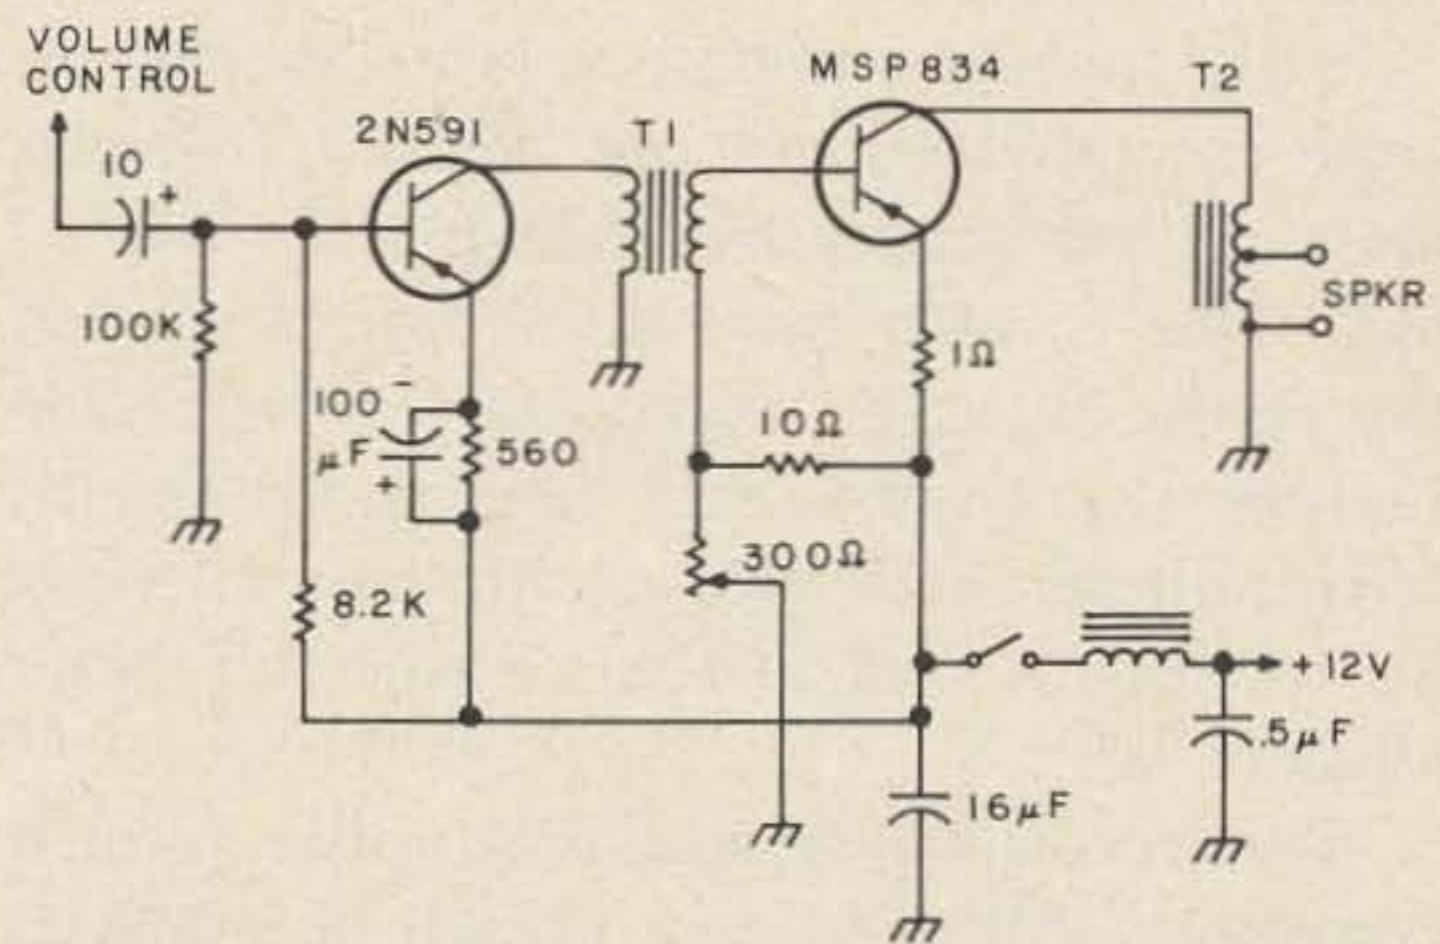 VOLUME
CONTROL
10
+
2N591
T1
MSP834
T2
100K
100
-
μF
+
560
10Ω
1Ω
SPKR
300Ω
8.2K
+12V
.5μF
16μF